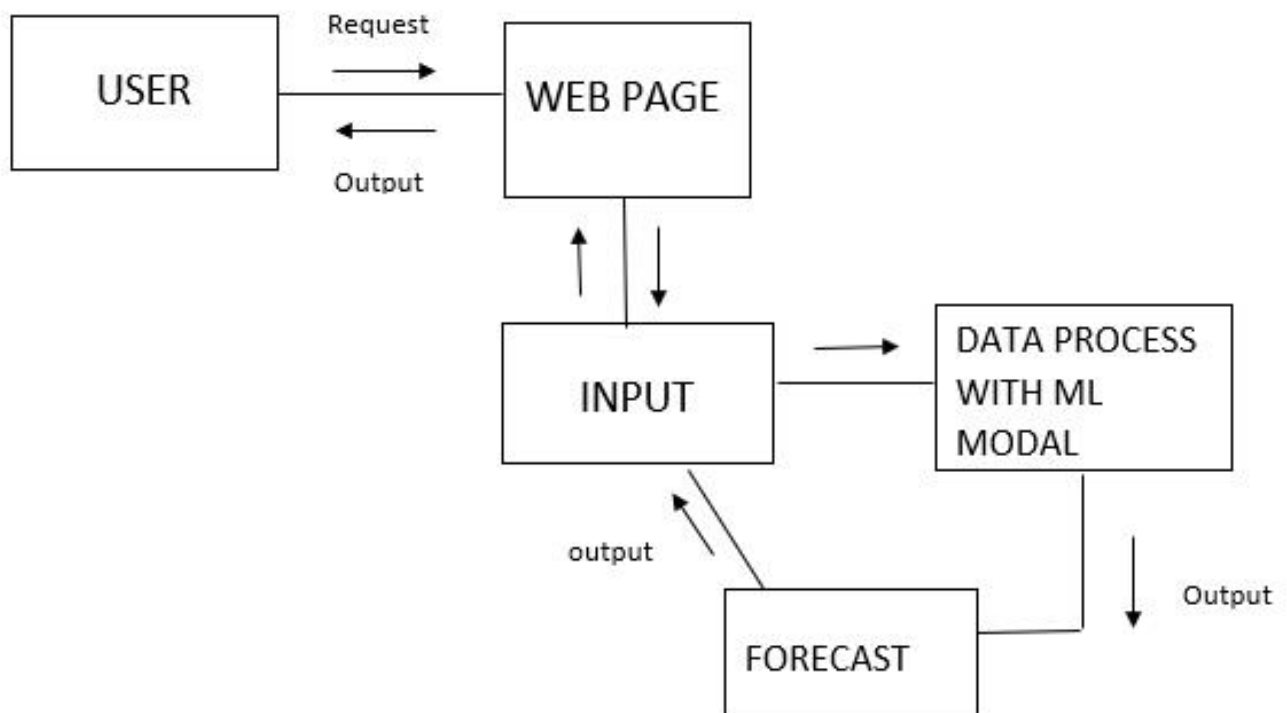 Request
USER
WEB PAGE
Output
INPUT
DATA PROCESS
WITH ML
MODAL
output
Output
FORECAST